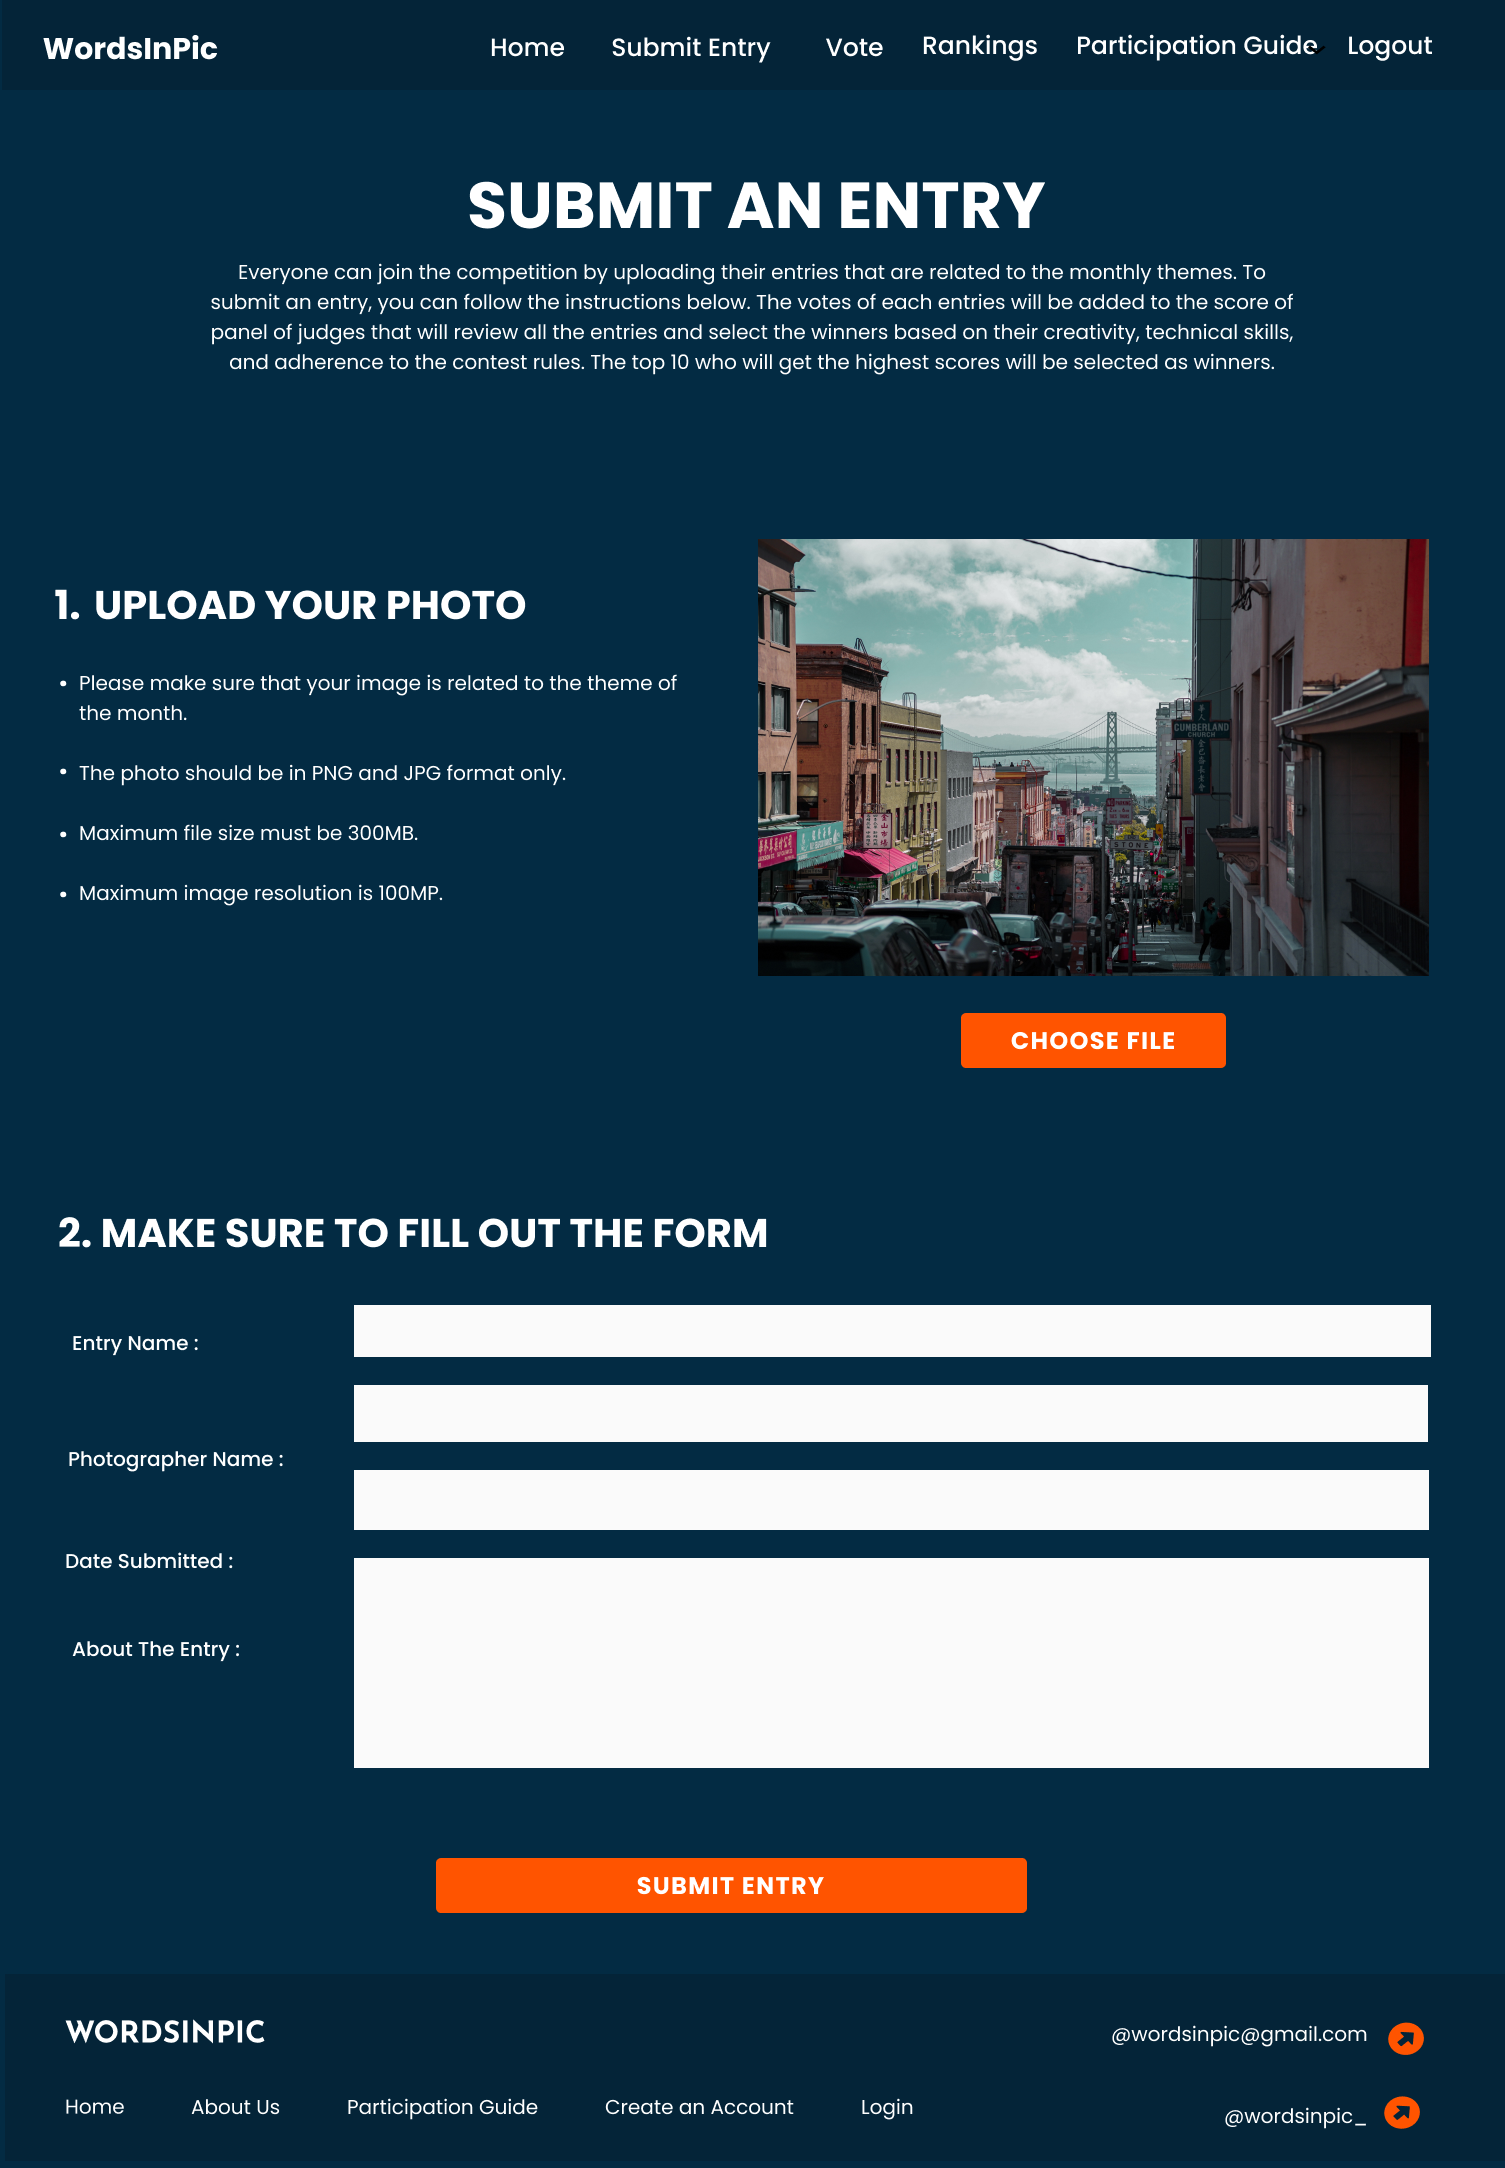 WordsInPic
Home Submit Entry Vote Rankings Participation Guide Logout
SUBMIT AN ENTRY
Everyone can join the competition by uploading their entries that are related to the monthly themes. To
submit an entry, you can follow the instructions below. The votes of each entries will be added to the score of
panel of judges that will review all the entries and select the winners based on their creativity, technical skills,
and adherence to the contest rules. The top 10 who will get the highest scores will be selected as winners.
1. UPLOAD YOUR PHOTO
• Please make sure that your image is related to the theme of
the month.
• The photo should be in PNG and JPG format only.
• Maximum file size must be 300MB.
• Maximum image resolution is 100MP.
CUMBERLAND
CHURCH
STONE
CHOOSE FILE
2. MAKE SURE TO FILL OUT THE FORM
Entry Name :
Photographer Name :
Date Submitted :
About The Entry :
SUBMIT ENTRY
WORDSINPIC
@wordsinpic@gmail.com
Home About Us Participation Guide Create an Account Login
@wordsinpic_